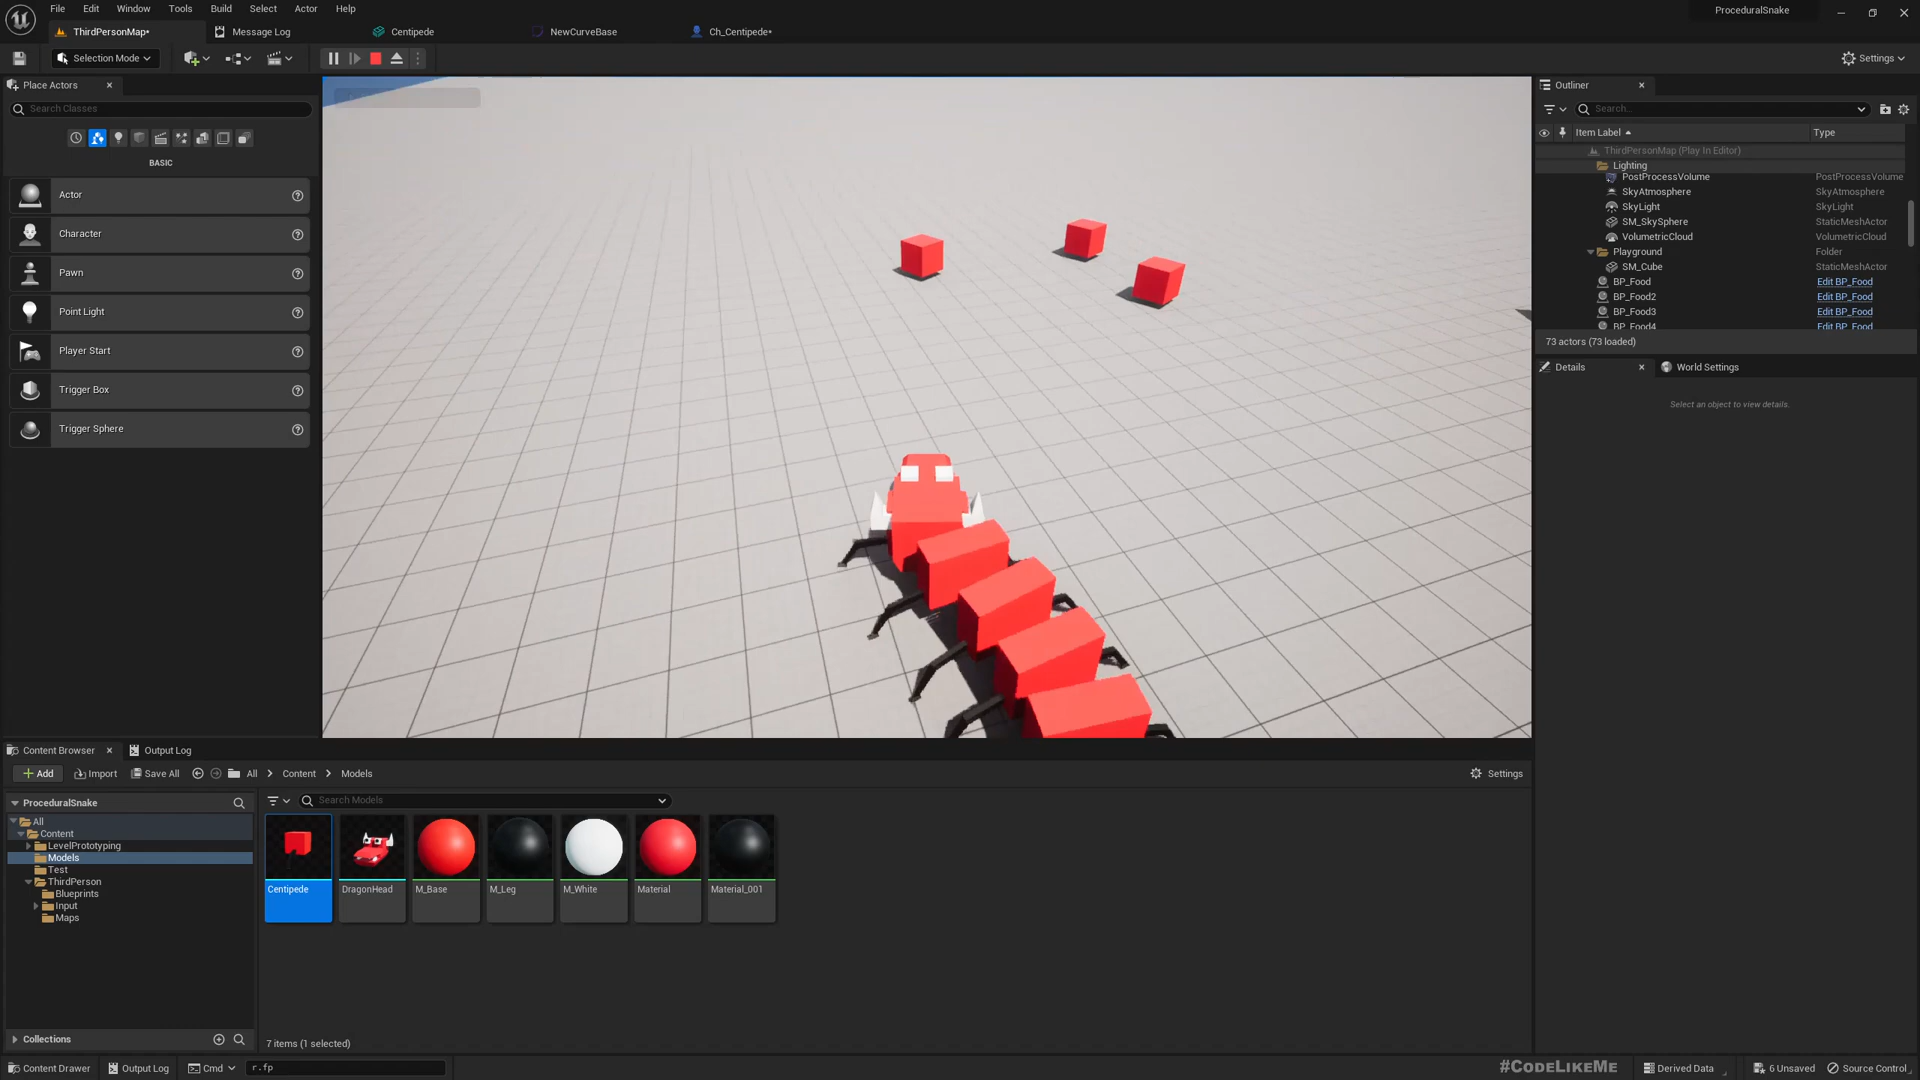 File Edit Window Tools Build Select Actor Help
ProceduralSnake
ThirdPersonMap*
Message Log
Centipede
NewCurveBase
Ch_Centipede*
Selection Mode
Settings
Place Actors
Search Classes
BASIC
Actor
Character
Pawn
Point Light
Player Start
Trigger Box
Trigger Sphere
Outliner
Search...
Item Label
Type
ThirdPersonMap (Play In Editor)
Lighting
PostProcessVolume PostProcessVolume
SkyAtmosphere SkyAtmosphere
SkyLight SkyLight
SM_SkySphere StaticMeshActor
VolumetricCloud VolumetricCloud
Playground Folder
SM_Cube StaticMeshActor
BP_Food Edit BP_Food
BP_Food2 Edit BP_Food
BP_Food3 Edit BP_Food
BP_Food4 Edit BP_Food
73 actors (73 loaded)
Details
World Settings
Select an object to view details.
Content Browser
Output Log
Add
Import
Save All
All
Content
Models
Settings
ProceduralSnake
Search Models
All
Content
LevelPrototyping
Models
Test
ThirdPerson
Blueprints
Input
Maps
Centipede
DragonHead
M_Base
M_Leg
M_White
Material
Material_001
Collections
7 items (1 selected)
Content Drawer
Output Log
Cmd
r.fp
#CODELIKEME
Derived Data
6 Unsaved
Source Control